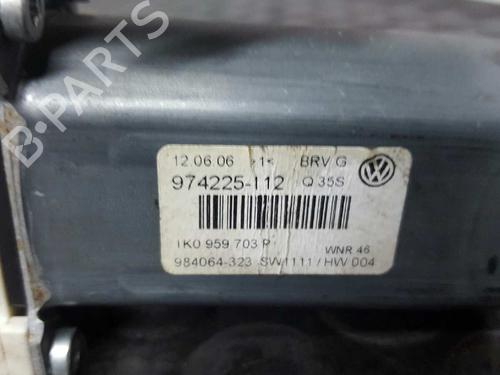 12.06.06 >1< BRV G
974225-112 Q 35S
1K0 959 703 P
WNR 46
984064-323 SW1111 / HW 004
B-PARTS